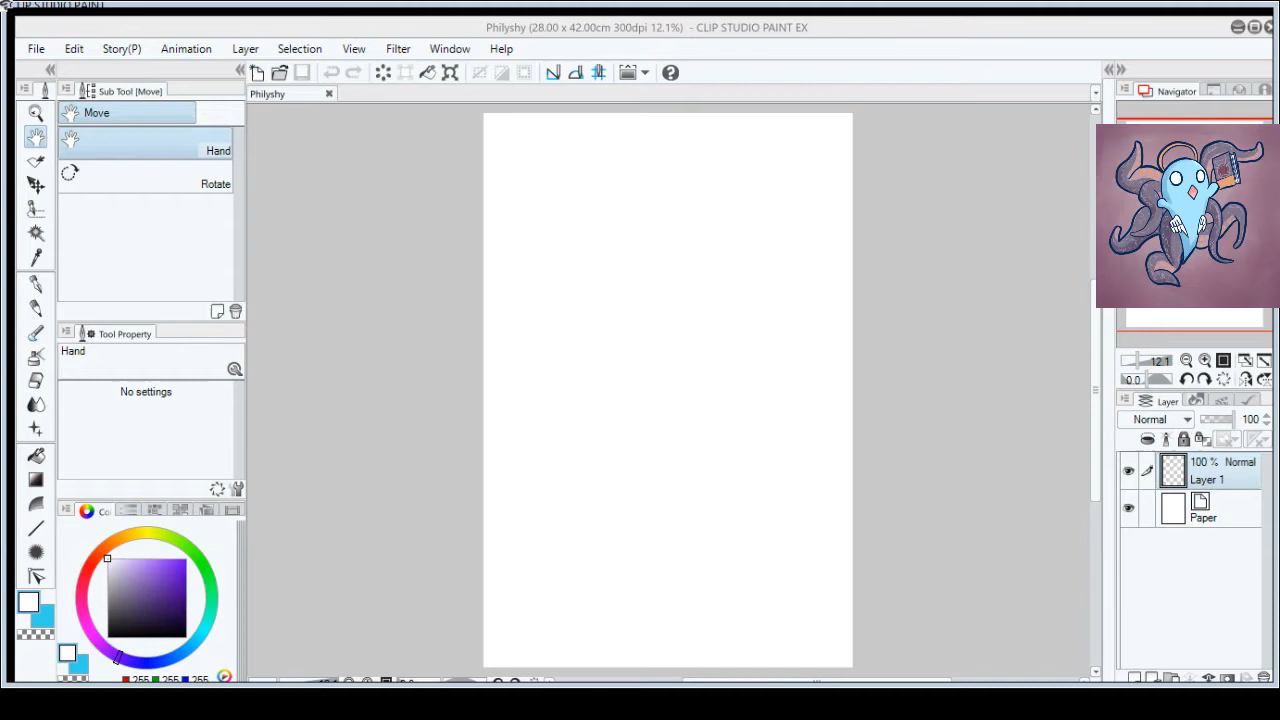 CLIP STUDIO PAINT
Philyshy (28.00 x 42.00cm 300dpi 12.1%) - CLIP STUDIO PAINT EX
File Edit Story(P) Animation Layer Selection View Filter Window Help
Sub Tool [Move]
Philyshy
Navigator
Move
Hand
Rotate
Tool Property
Hand
No settings
12.1
0.0
Layer
Normal 100
100 % Normal
Layer 1
Paper
Co
255 255 255